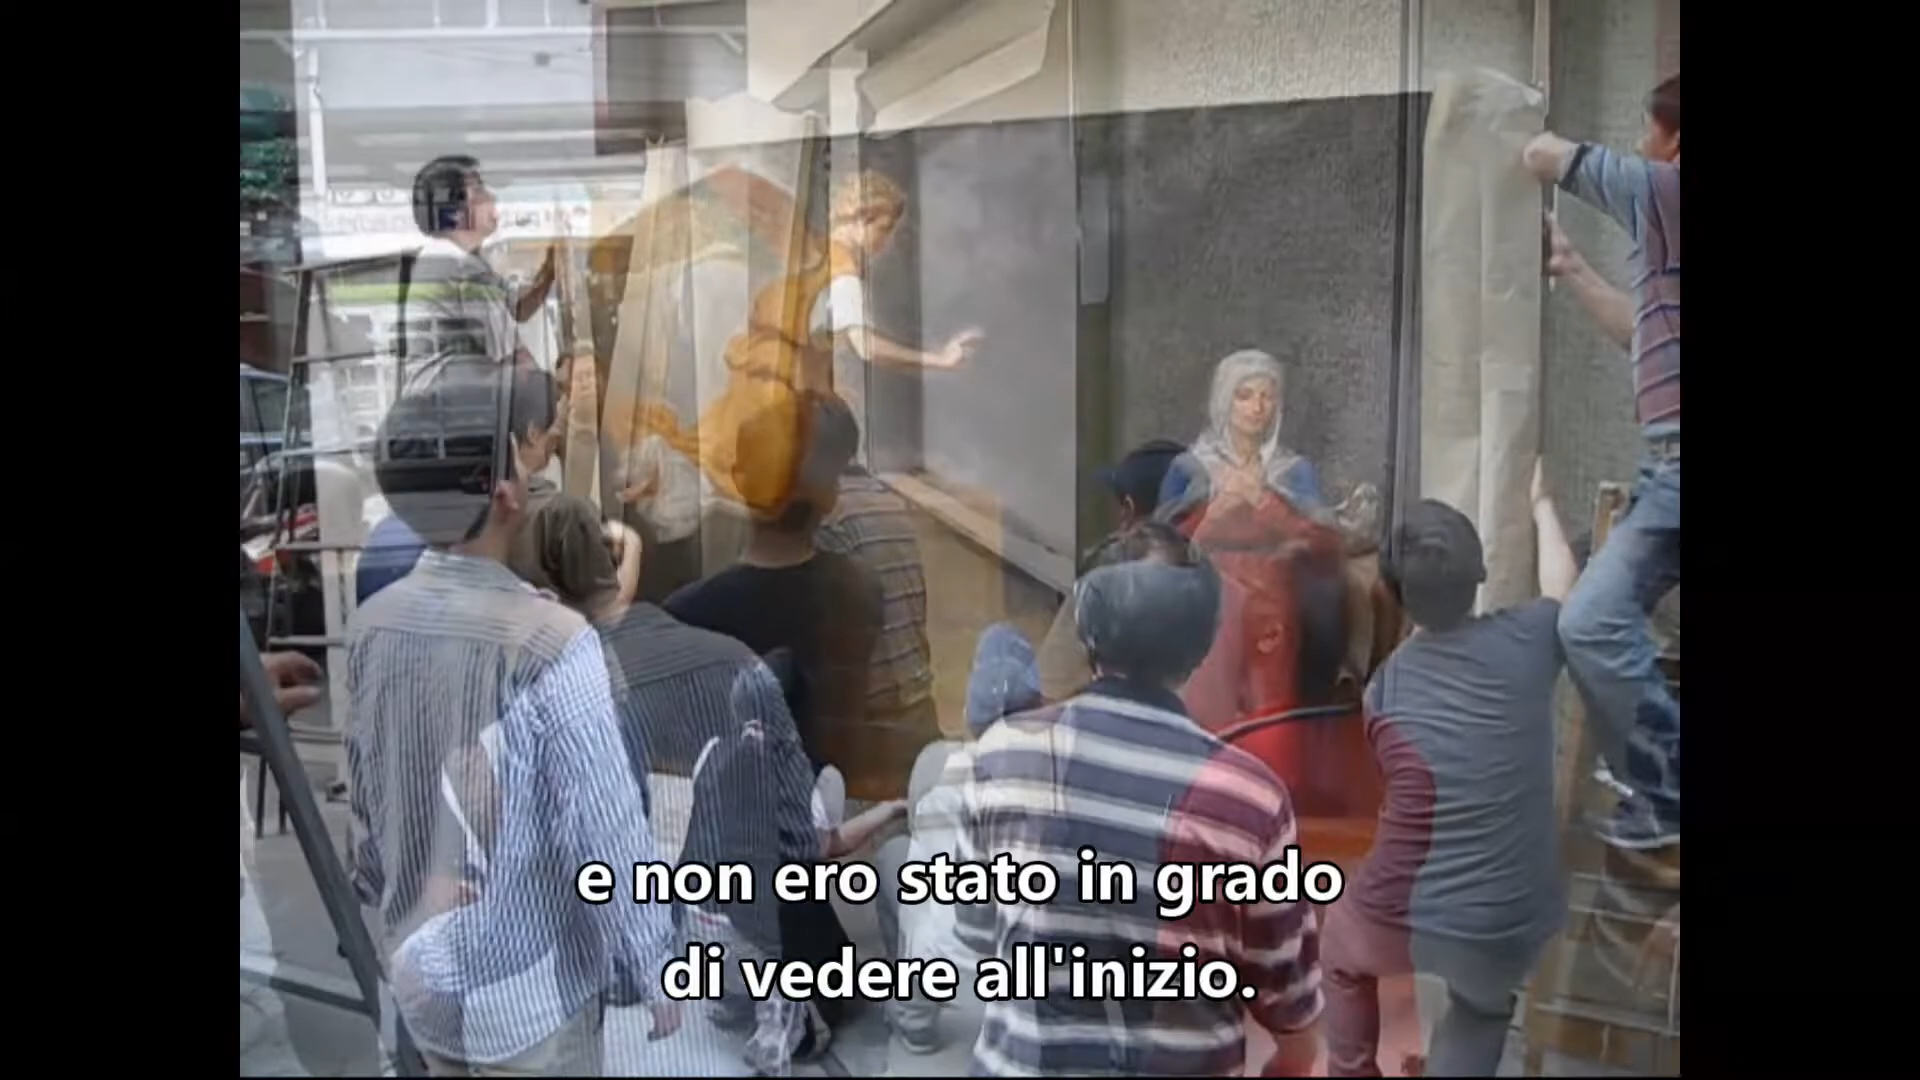 e non ero stato in grado
di vedere all'inizio.